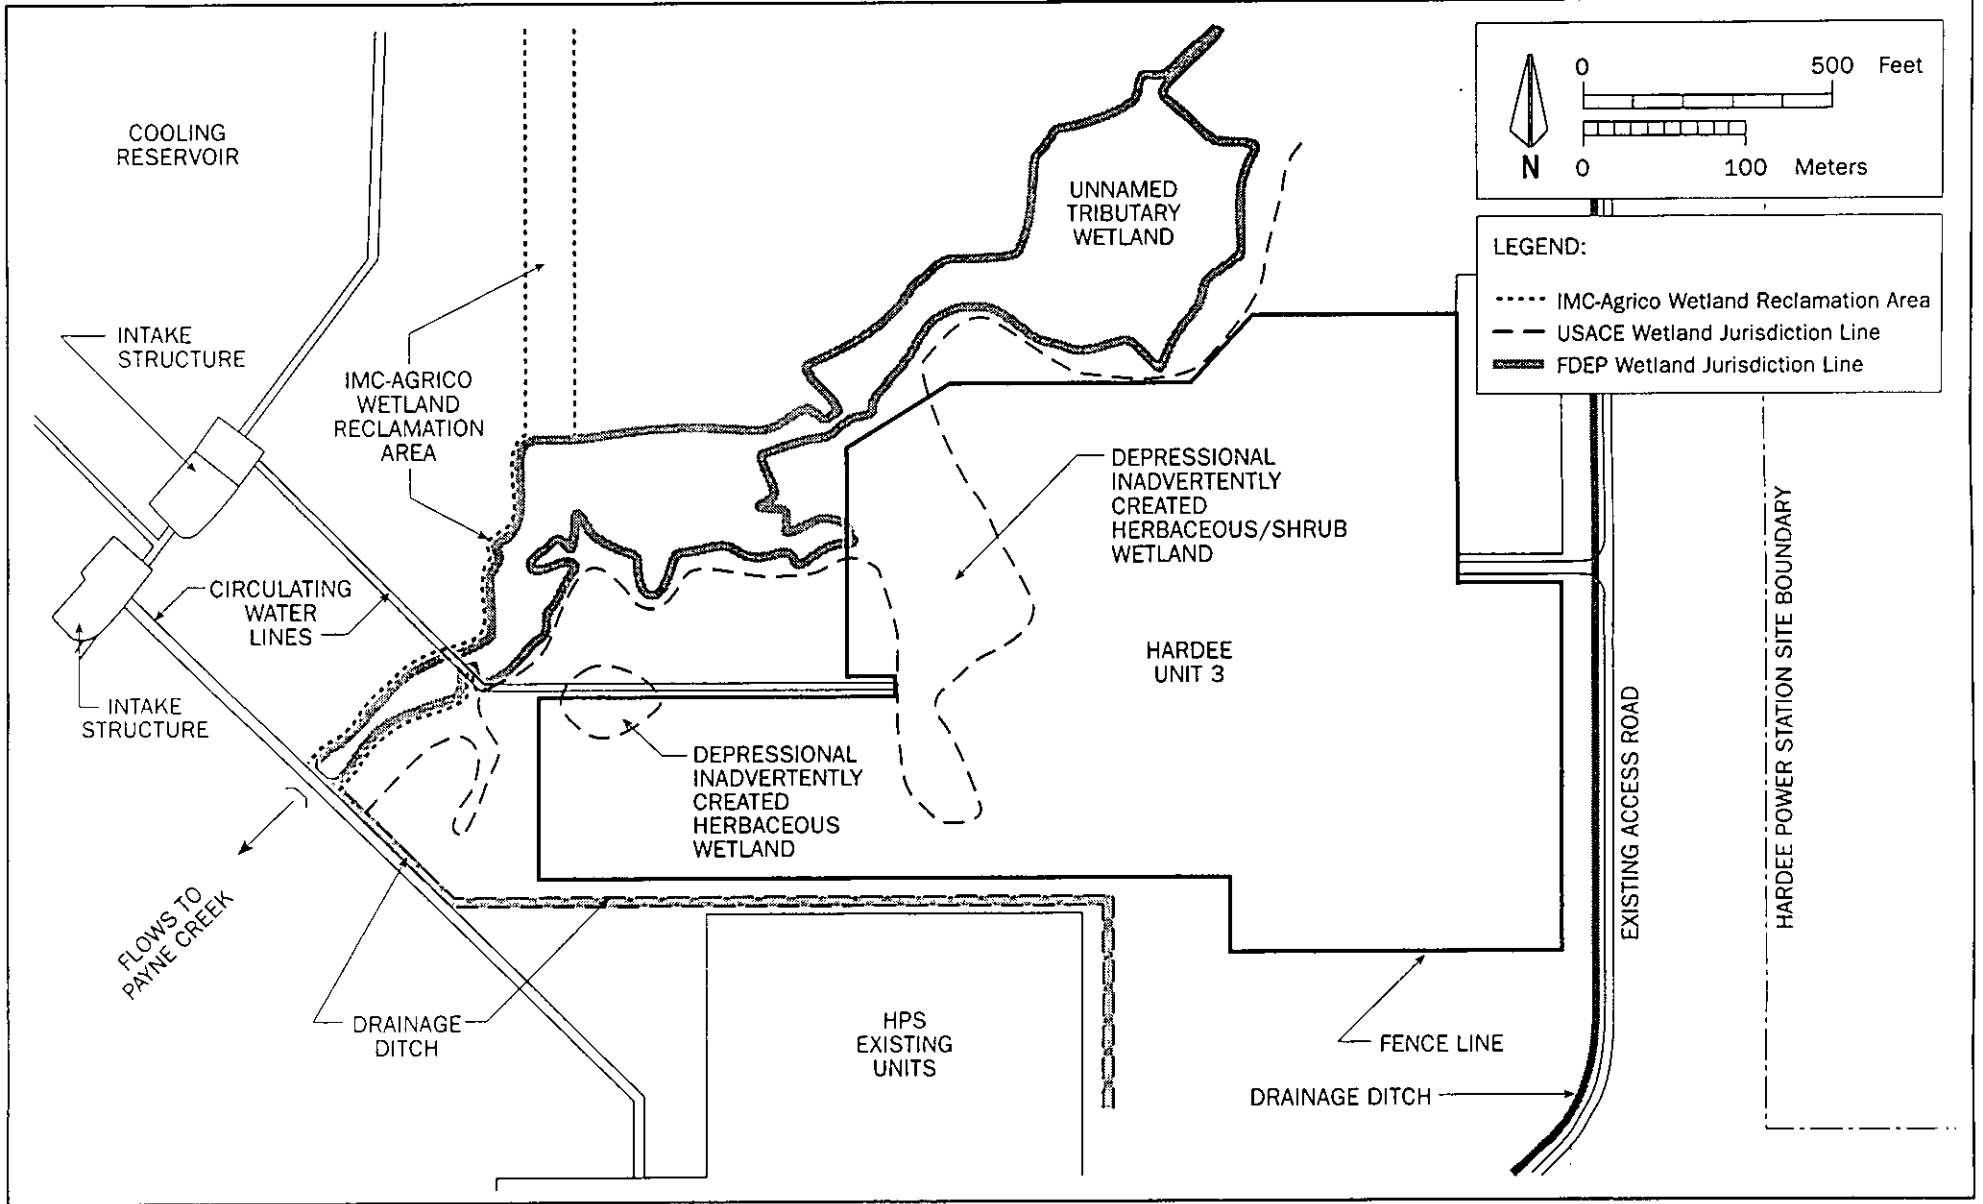 COOLING
RESERVOIR
INTAKE
STRUCTURE
IMC-AGRICO
WETLAND
RECLAMATION
AREA
UNNAMED
TRIBUTARY
WETLAND
0 500 Feet
N
0 100 Meters
LEGEND:
IMC-Agrico Wetland Reclamation Area
USACE Wetland Jurisdiction Line
FDEP Wetland Jurisdiction Line
DEPRESSIONAL
INADVERTENTLY
CREATED
HERBACEOUS/SHRUB
WETLAND
CIRCULATING
WATER
LINES
HARDEE
UNIT 3
INTAKE
STRUCTURE
DEPRESSIONAL
INADVERTENTLY
CREATED
HERBACEOUS
WETLAND
EXISTING ACCESS ROAD
HARDEE POWER STATION SITE BOUNDARY
FLOWS TO
PAYNE CREEK
DRAINAGE
DITCH
HPS
EXISTING
UNITS
FENCE LINE
DRAINAGE DITCH